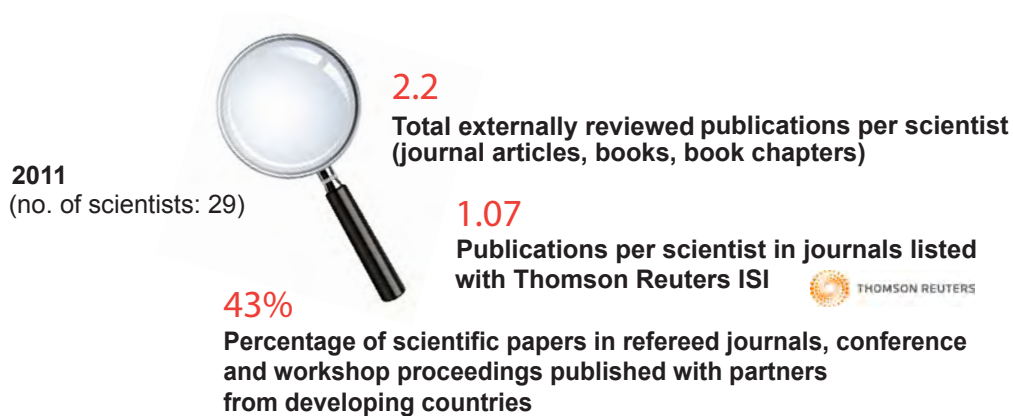 2.2
Total externally reviewed publications per scientist
(journal articles, books, book chapters)
2011
(no. of scientists: 29)
1.07
Publications per scientist in journals listed
with Thomson Reuters ISI
THOMSON REUTERS
43%
Percentage of scientific papers in refereed journals, conference
and workshop proceedings published with partners
from developing countries